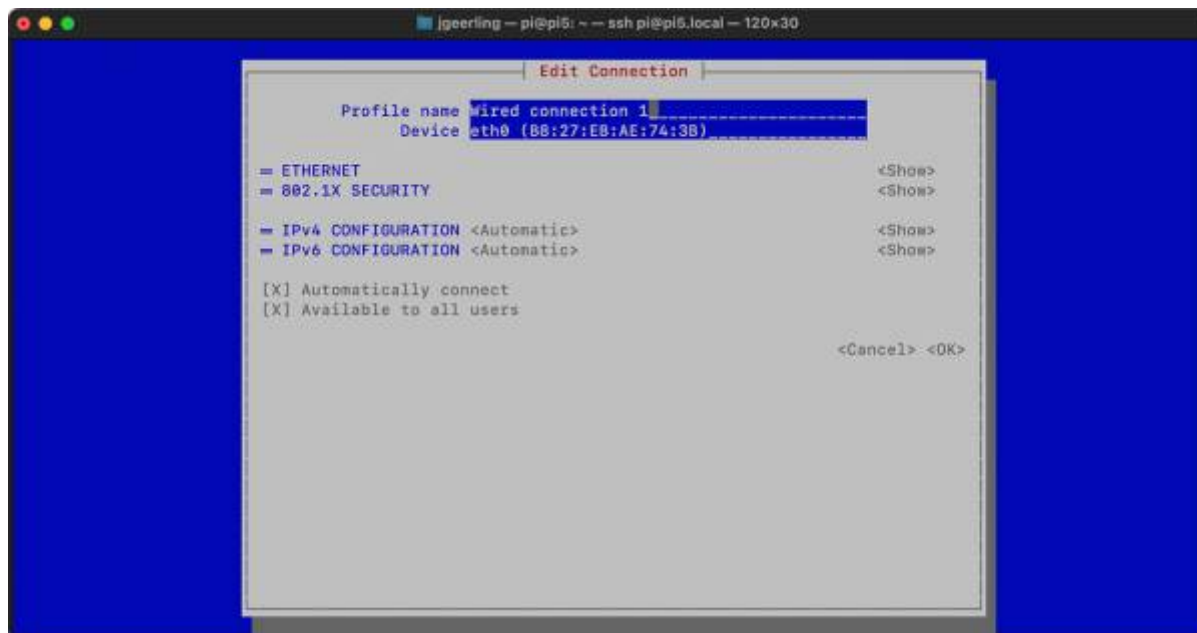 jgeerling — pi@pi5: ~ — ssh pi@pi5.local — 120×30
Edit Connection
Profile name Wired connection 1
Device eth0 (B8:27:EB:AE:74:3B)
= ETHERNET <Show>
= 802.1X SECURITY <Show>
= IPv4 CONFIGURATION <Automatic> <Show>
= IPv6 CONFIGURATION <Automatic> <Show>
[X] Automatically connect
[X] Available to all users
<Cancel> <OK>